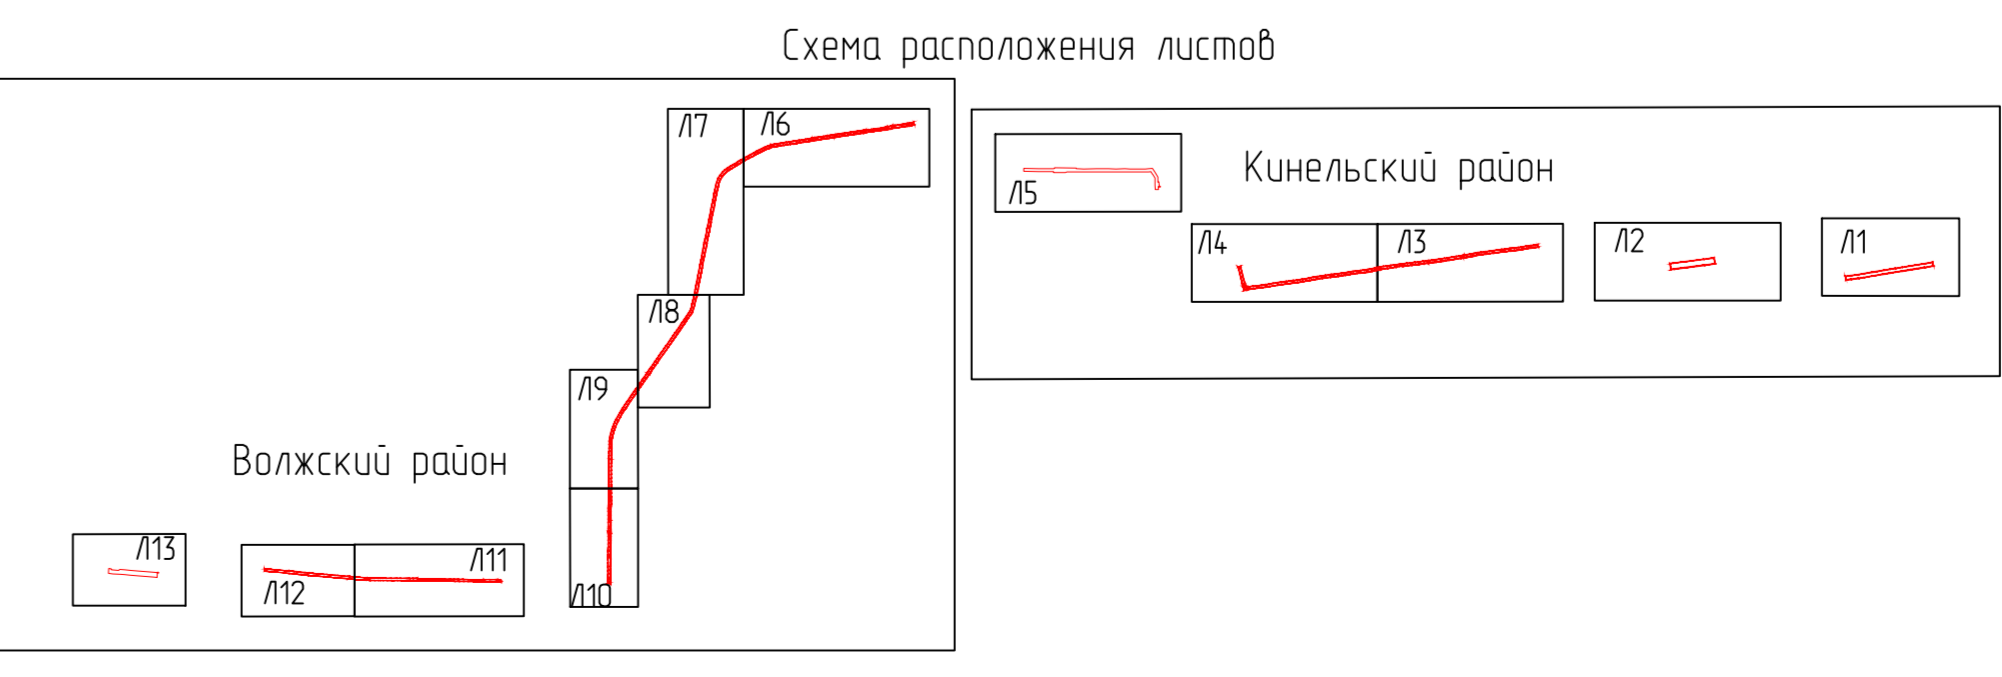 Схема расположения листов
Л7
Л6
Л8
Л9
Волжский район
Л13
Л12
Л11
Л10
Кинельский район
Л5
Л4
Л3
Л2
Л1